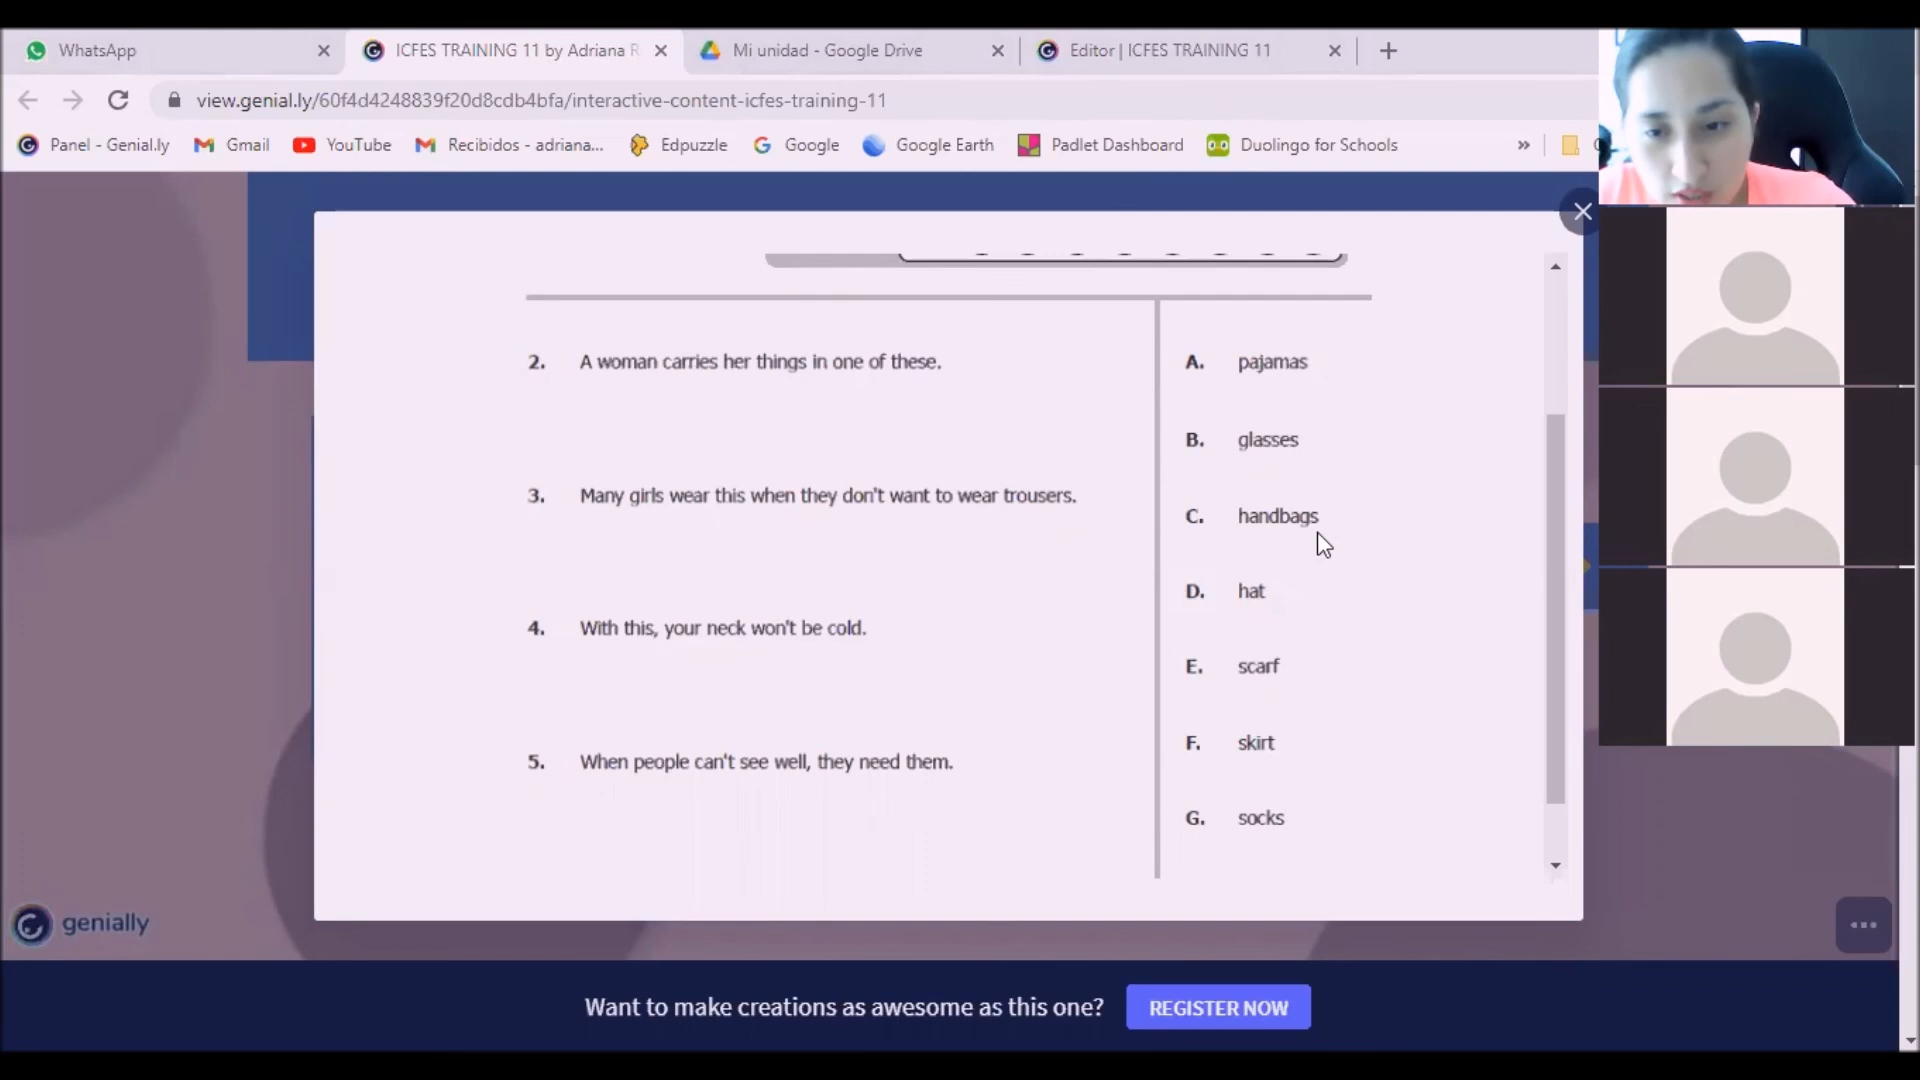 WhatsApp
ICFES TRAINING 11 by Adriana R
Mi unidad - Google Drive
Editor | ICFES TRAINING 11
view.genial.ly/60f4d4248839f20d8cdb4bfa/interactive-content-icfes-training-11
Panel - Genial.ly
Gmail
YouTube
Recibidos - adriana...
Edpuzzle
Google
Google Earth
Padlet Dashboard
Duolingo for Schools
»
2. A woman carries her things in one of these.
3. Many girls wear this when they don't want to wear trousers.
4. With this, your neck won't be cold.
5. When people can't see well, they need them.
A. pajamas
B. glasses
C. handbags
D. hat
E. scarf
F. skirt
G. socks
genially
Want to make creations as awesome as this one?
REGISTER NOW